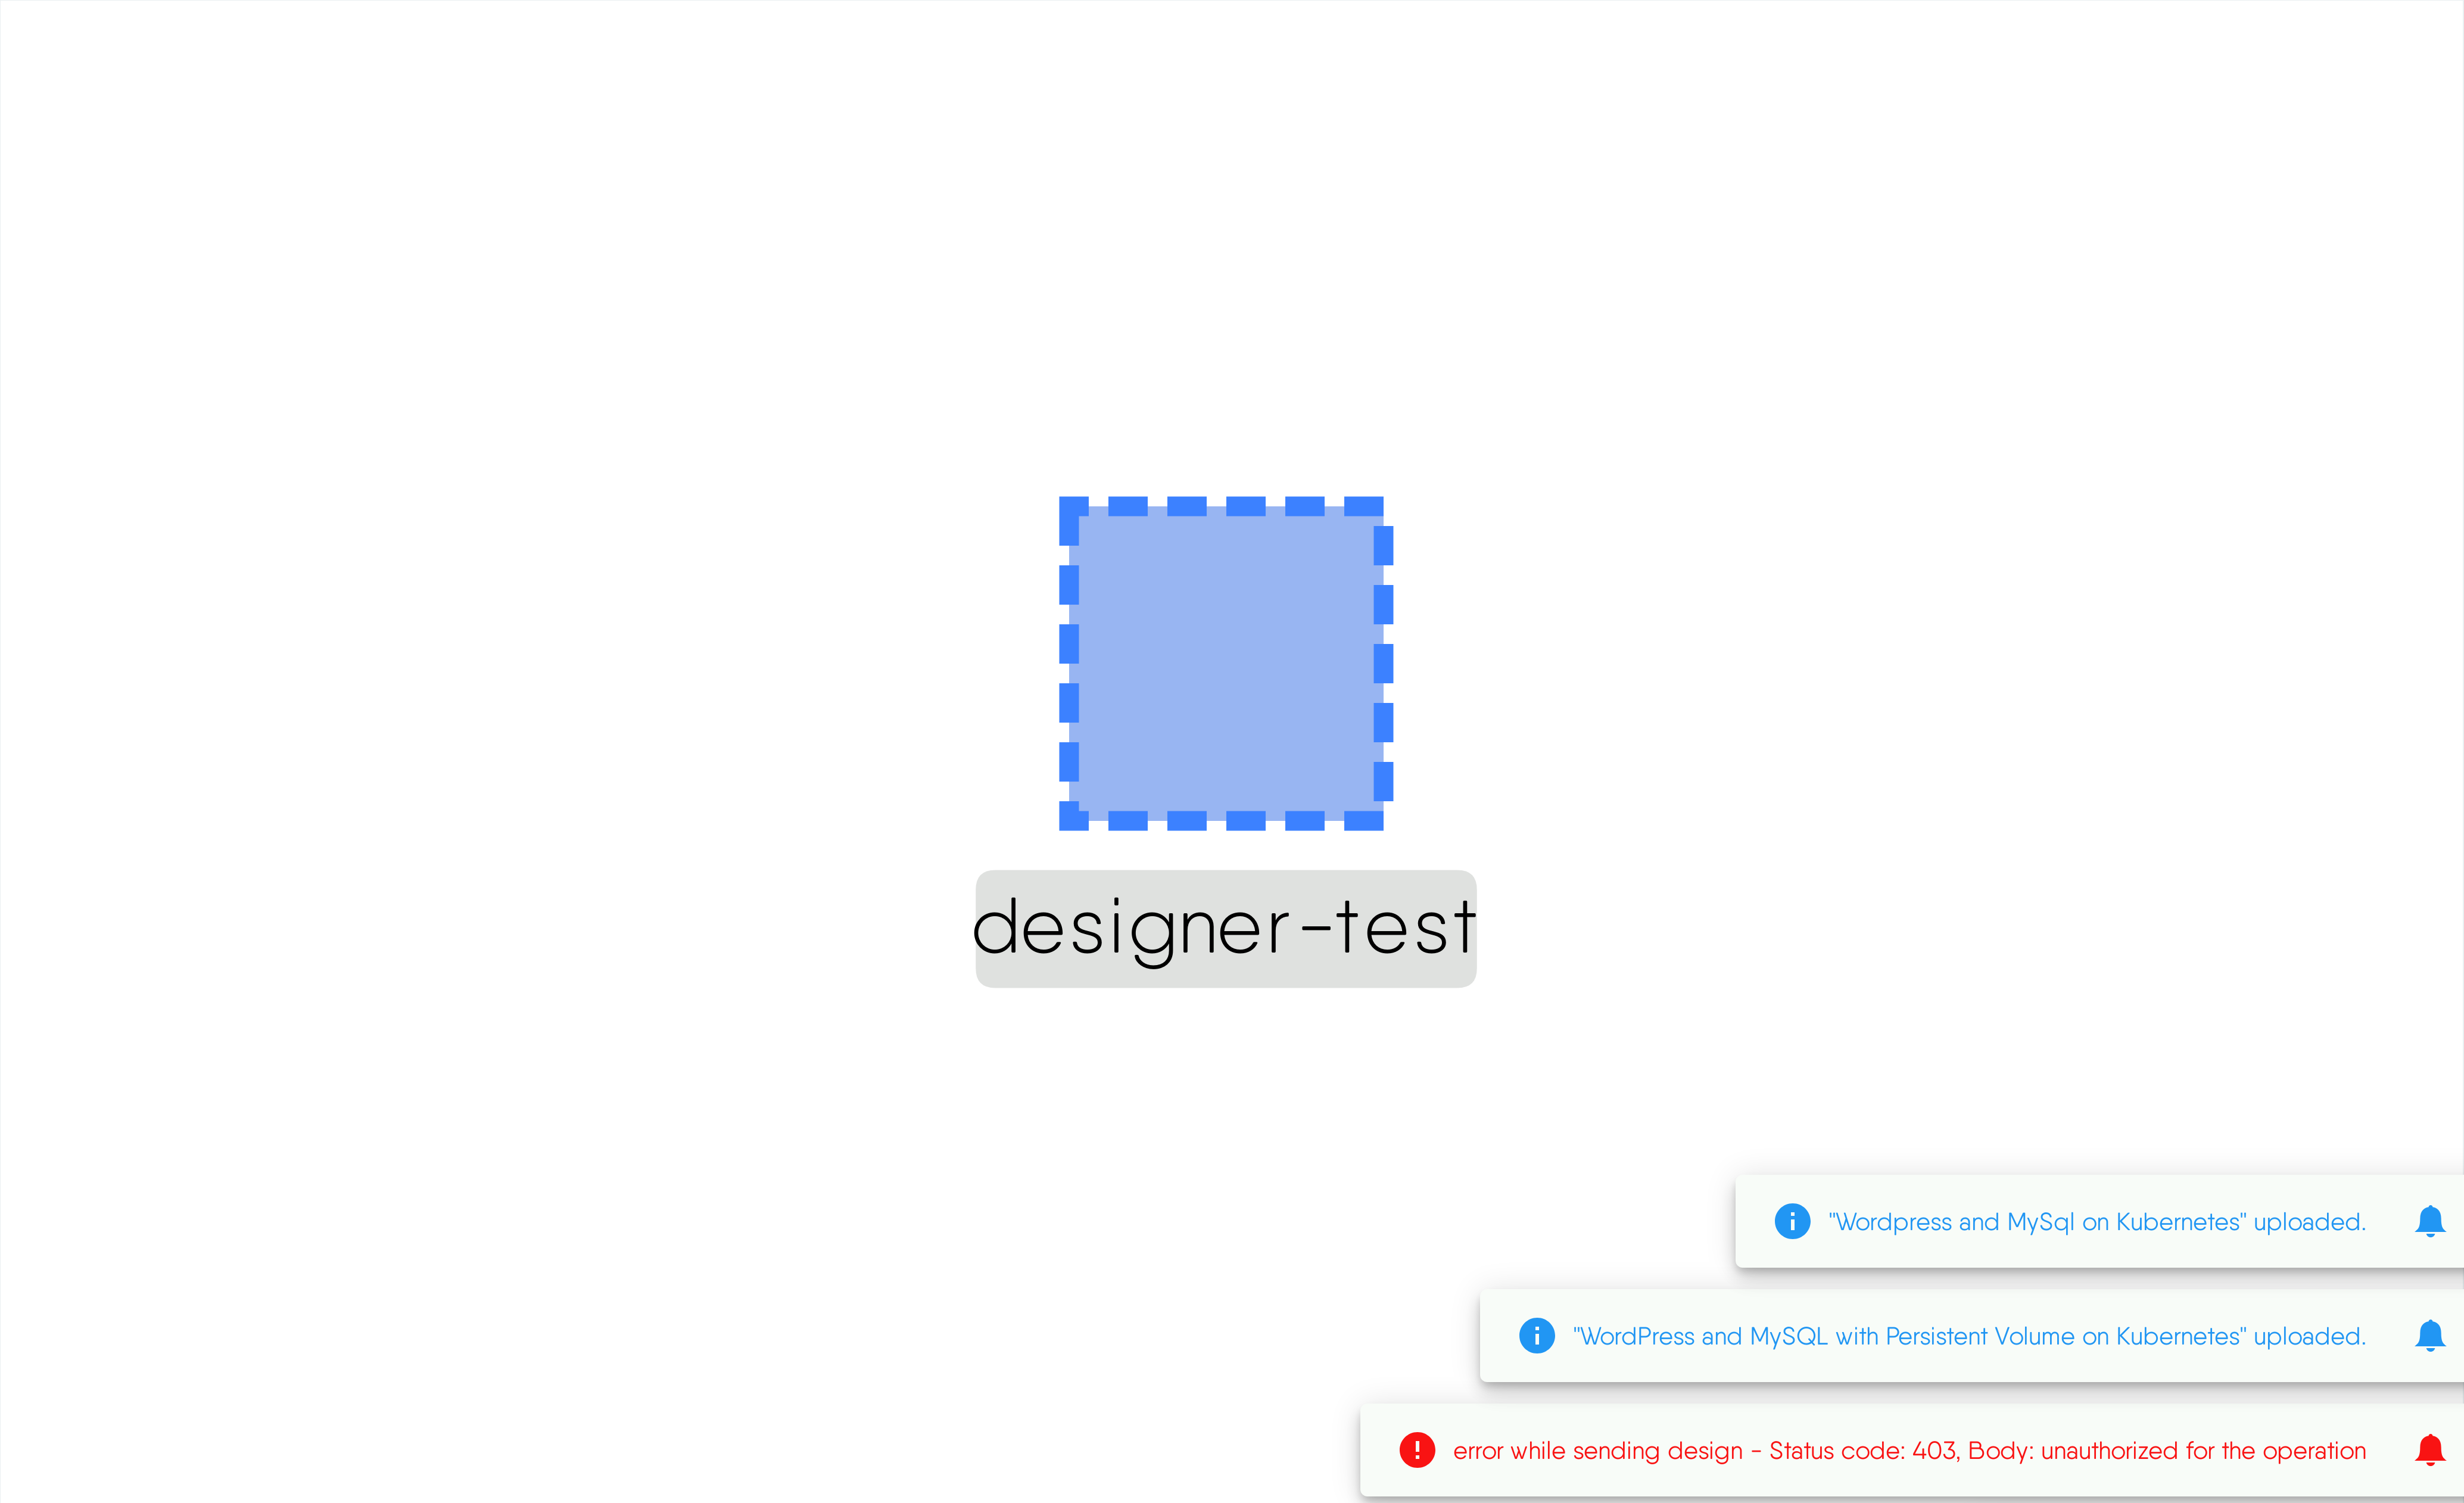 designer-test
"Wordpress and MySql on Kubernetes" uploaded.
"WordPress and MySQL with Persistent Volume on Kubernetes" uploaded.
error while sending design - Status code: 403, Body: unauthorized for the operation